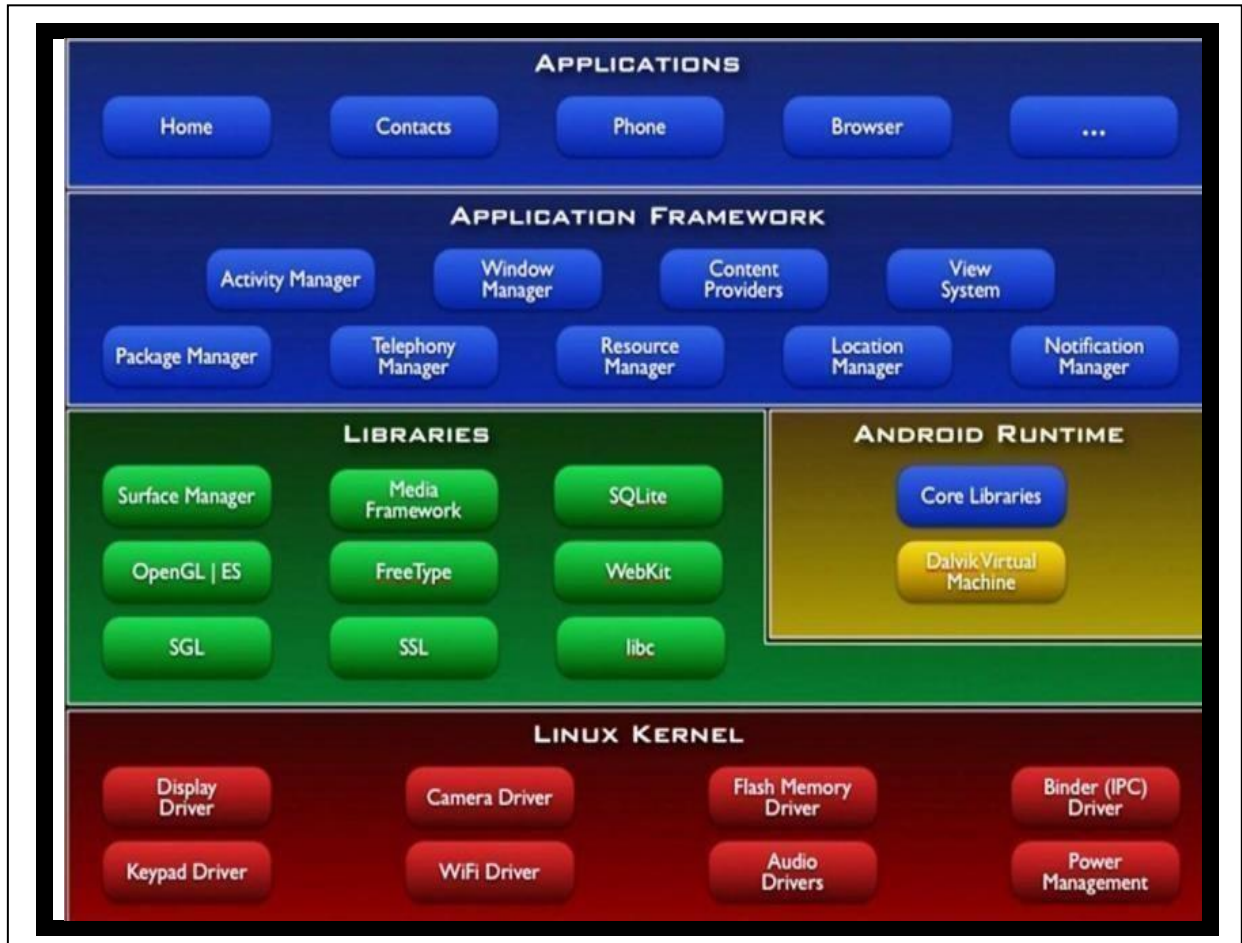 APPLICATIONS
Home
Contacts
Phone
Browser
...
APPLICATION FRAMEWORK
Activity Manager
Window
Manager
Content
Providers
View
System
Package Manager
Telephony
Manager
Resource
Manager
Location
Manager
Notification
Manager
LIBRARIES
Surface Manager
Media
Framework
SQLite
OpenGL | ES
FreeType
WebKit
SGL
SSL
libc
ANDROID RUNTIME
Core Libraries
Dalvik Virtual
Machine
LINUX KERNEL
Display
Driver
Camera Driver
Flash Memory
Driver
Binder (IPC)
Driver
Keypad Driver
WiFi Driver
Audio
Drivers
Power
Management